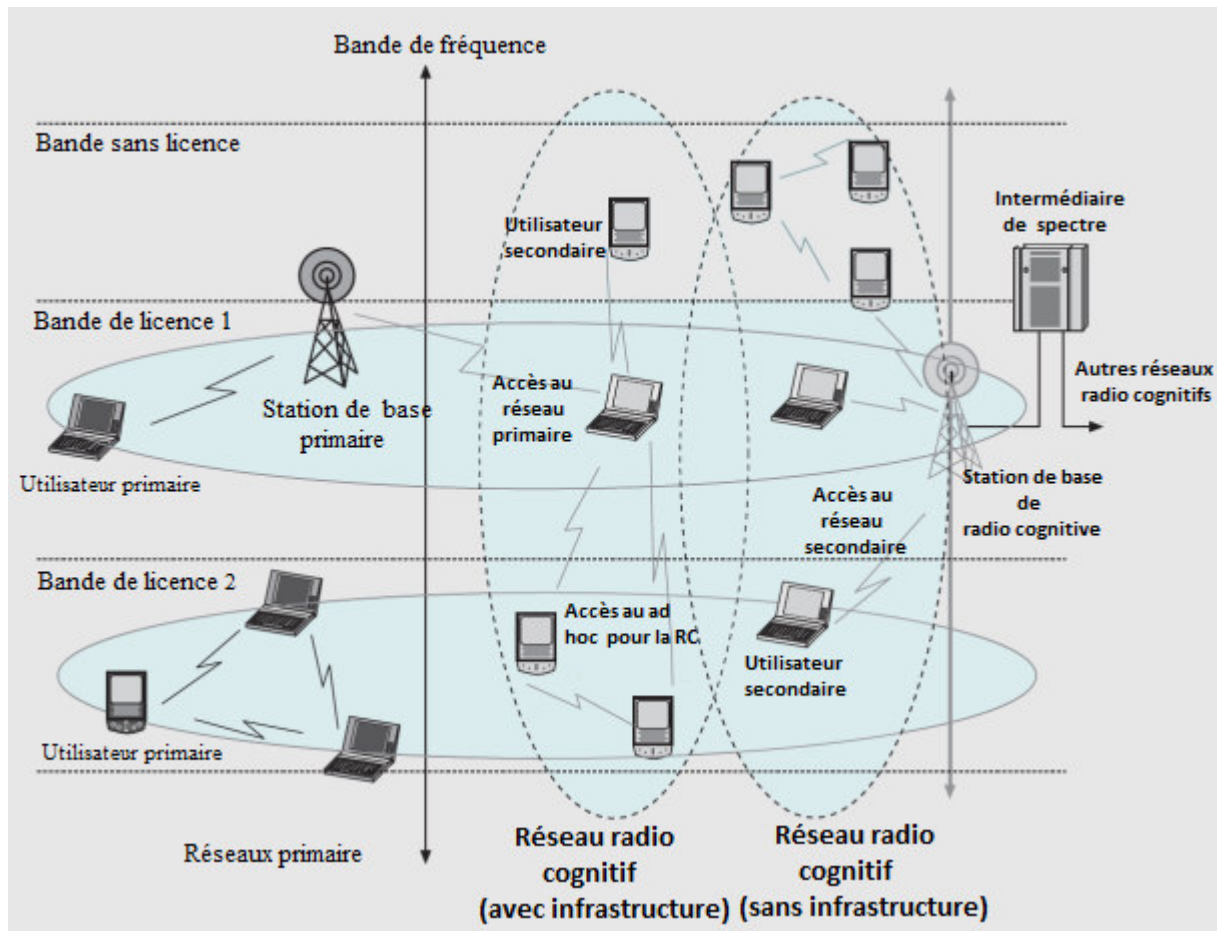 Bande de fréquence
Bande sans licence
Intermédiaire
de spectre
Utilisateur
secondaire
Bande de licence 1
Autres réseaux
radio cognitifs
Accès au
réseau
primaire
Station de base
primaire
Utilisateur primaire
Station de base
de
radio cognitive
Accès au
réseau
secondaire
Bande de licence 2
Accès au ad
hoc pour la RC
Utilisateur
secondaire
Utilisateur primaire
Réseaux primaire
Réseau radio
cognitif
(avec infrastructure)
Réseau radio
cognitif
(sans infrastructure)